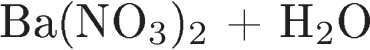 Ba(NO₃)₂ + H₂O